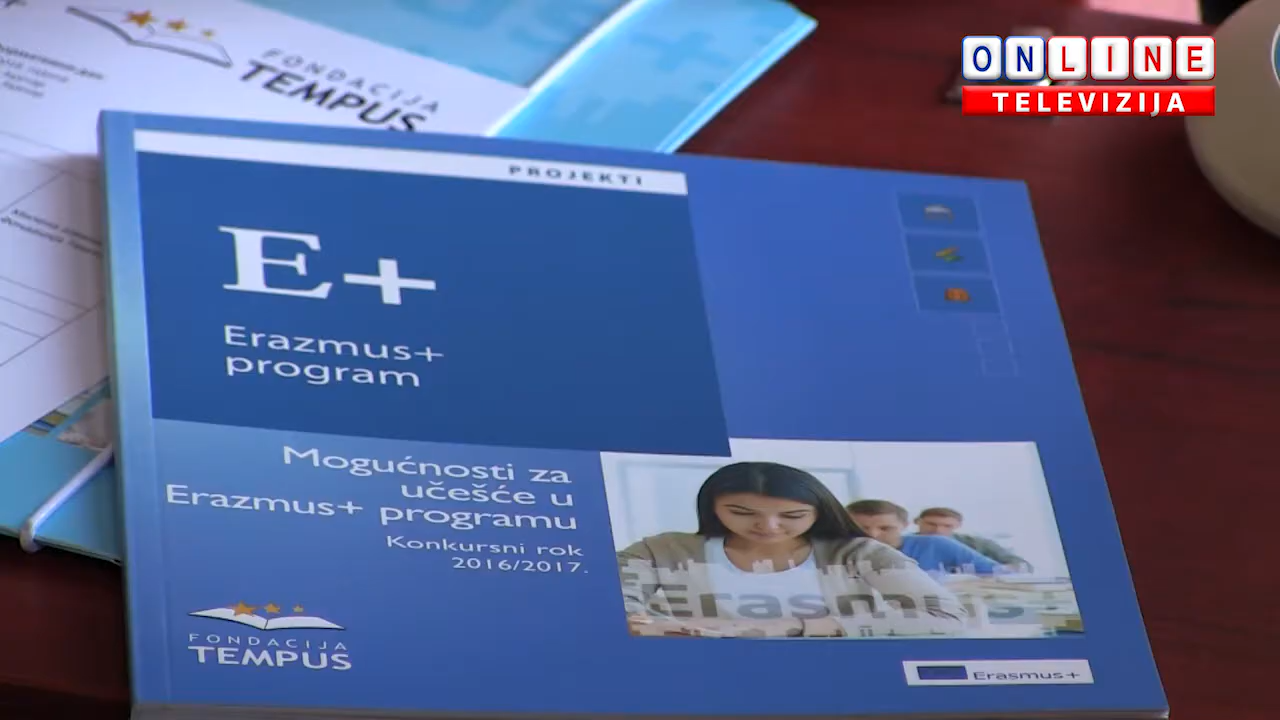 ONLINE
TELEVIZIJA
FONDACIJA
TEMPUS
PROJEKTI
E+
Erazmus+
program
Mogućnosti za
učešće u
Erazmus+ programu
Konkursni rok
2016/2017.
Erasmus
FONDACIJA
TEMPUS
Erasmus+